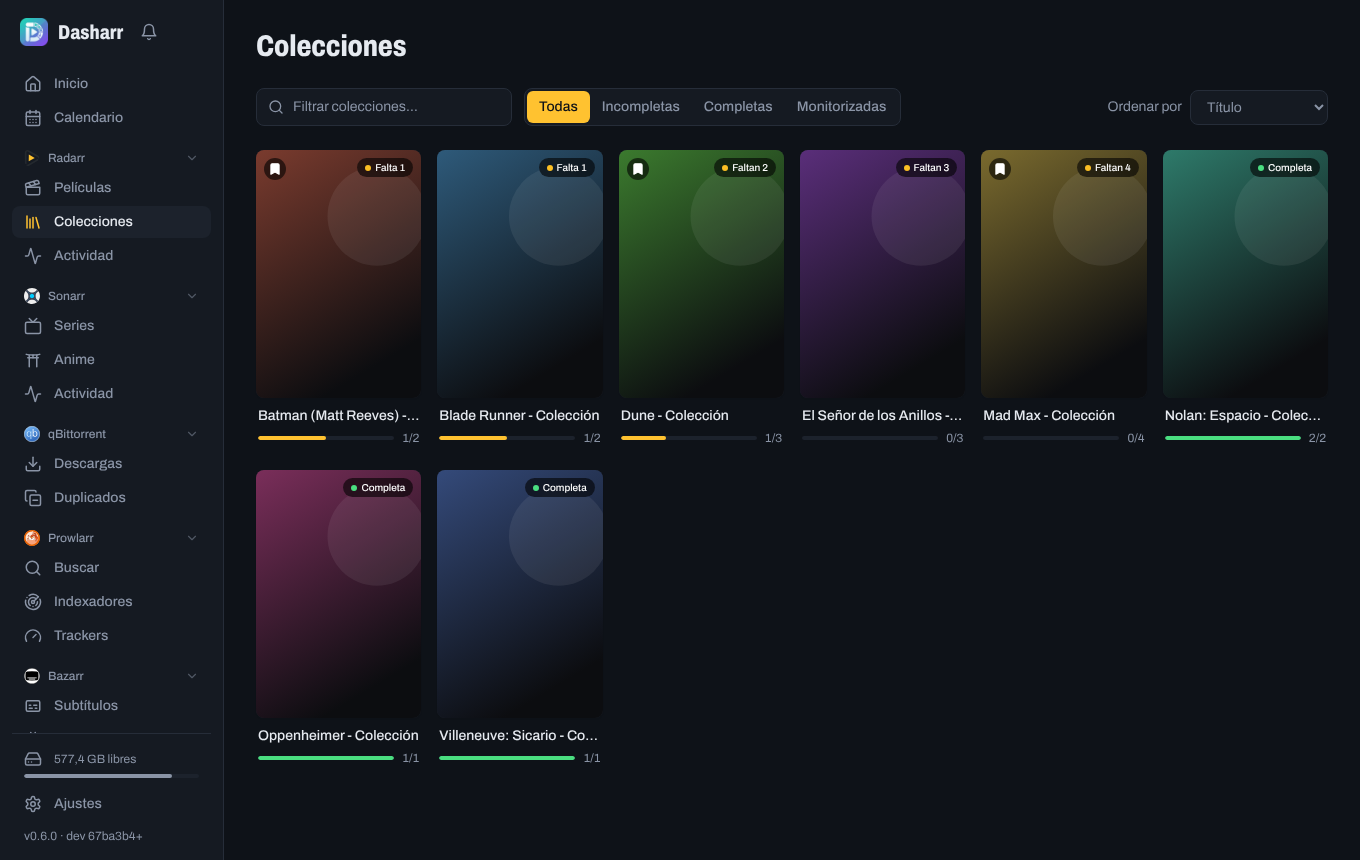 Dasharr
Inicio
Calendario
Radarr
Películas
Colecciones
Actividad
Sonarr
Series
Anime
Actividad
qBittorrent
Descargas
Duplicados
Prowlarr
Buscar
Indexadores
Trackers
Bazarr
Subtítulos
577,4 GB libres
Ajustes
v0.6.0 · dev 67ba3b4+
Colecciones
Filtrar colecciones...
Todas
Incompletas
Completas
Monitorizadas
Ordenar por
Título
Falta 1
Falta 1
Faltan 2
Faltan 3
Faltan 4
Completa
Batman (Matt Reeves) -...
Blade Runner - Colección
Dune - Colección
El Señor de los Anillos -...
Mad Max - Colección
Nolan: Espacio - Colec...
1/2
1/2
1/3
0/3
0/4
2/2
Completa
Completa
Oppenheimer - Colección
Villeneuve: Sicario - Co...
1/1
1/1